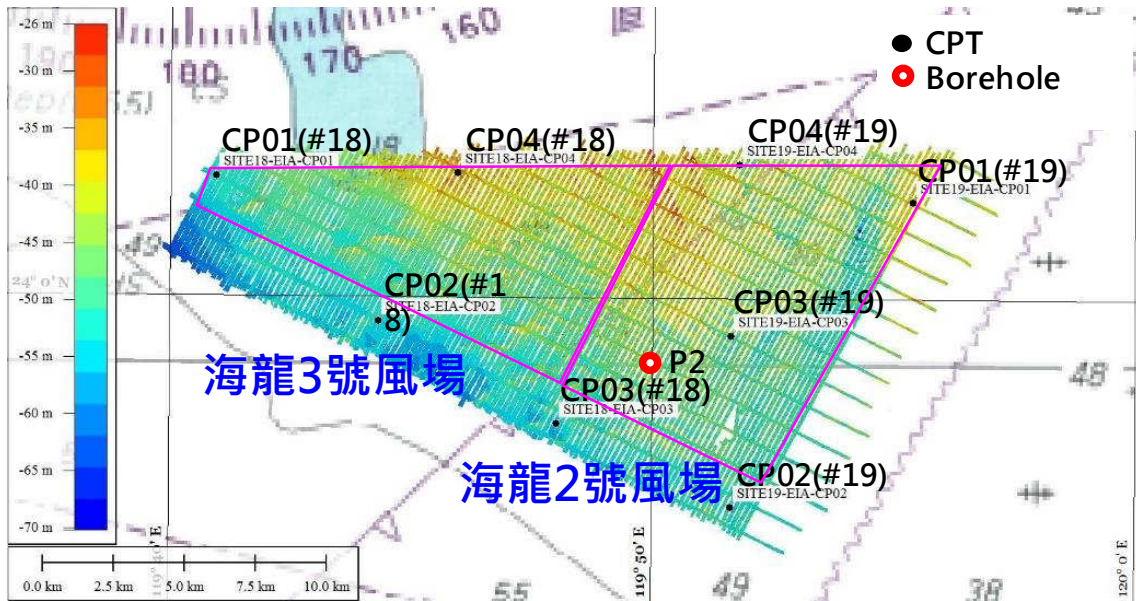 -26 m
-30 m
-35 m
-40 m
-45 m
-50 m
-55 m
-60 m
-65 m
-70 m
180
170
160
CPT
Borehole
CP01(#18)
SITE18-EIA-CP01
CP04(#18)
SITE18-EIA-CP04
CP04(#19)
SITE19-EIA-CP04
CP01(#19)
SITE19-EIA-CP01
49
24° 0' N
CP02(#1
8)
SITE18-EIA-CP02
CP03(#19)
SITE19-EIA-CP03
P2
48
海龍3號風場
CP03(#18)
SITE18-EIA-CP03
海龍2號風場
CP02(#19)
SITE19-EIA-CP02
119° 40' E
119° 50' E
120° 0' E
0.0 km
2.5 km
5.0 km
7.5 km
10.0 km
55
49
38